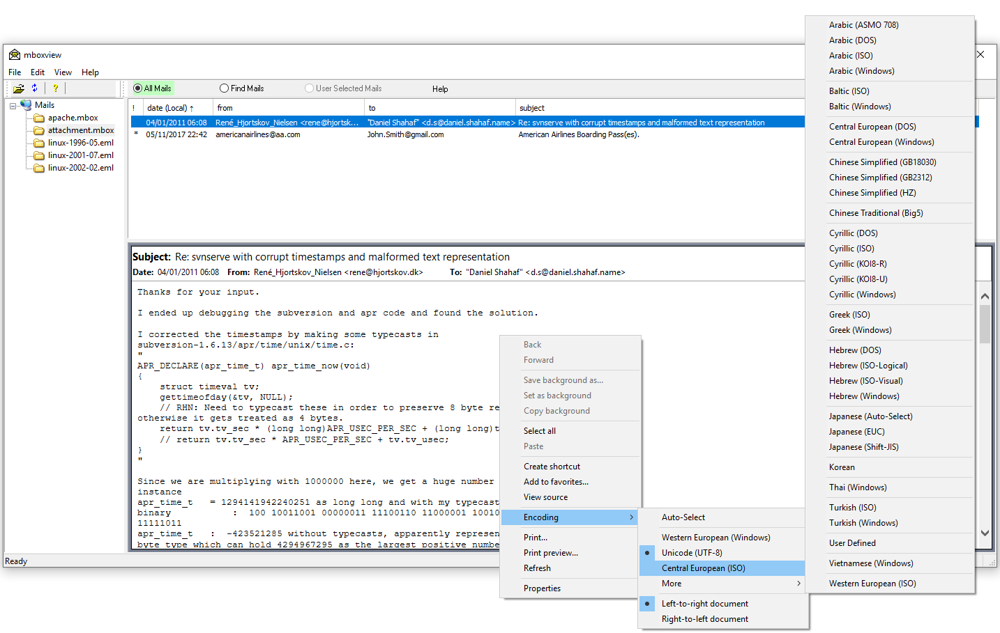 mboxview
File Edit View Help
All Mails Find Mails User Selected Mails Help
Mails
apache.mbox
attachment.mbox
linux-1996-05.eml
linux-2001-07.eml
linux-2002-02.eml
! date (Local) ↑ from to subject
04/01/2011 06:08 René_Hjortskov_Nielsen <rene@hjortsk... "Daniel Shahaf" <d.s@daniel.shahaf.name> Re: svnserve with corrupt timestamps and malformed text representation
* 05/11/2017 22:42 americanairlines@aa.com John.Smith@gmail.com American Airlines Boarding Pass(es).
Subject: Re: svnserve with corrupt timestamps and malformed text representation
Date: 04/01/2011 06:08 From: René_Hjortskov_Nielsen <rene@hjortskov.dk> To: "Daniel Shahaf" <d.s@daniel.shahaf.name>
Thanks for your input.
I ended up debugging the subversion and apr code and found the solution.
I corrected the timestamps by making some typecasts in
subversion-1.6.13/apr/time/unix/time.c:
"
APR_DECLARE(apr_time_t) apr_time_now(void)
{
struct timeval tv;
gettimeofday(&tv, NULL);
// RHN: Need to typecast these in order to preserve 8 byte re
otherwise it gets treated as 4 bytes.
return tv.tv_sec * (long long)APR_USEC_PER_SEC + (long long)t
// return tv.tv_sec * APR_USEC_PER_SEC + tv.tv_usec;
}
"
Since we are multiplying with 1000000 here, we get a huge number
instance
apr_time_t = 1294141942240251 as long long and with my typecast
binary : 100 10011001 00000011 11100110 11000001 10010
11111011
apr_time_t : -423521285 without typecasts, apparently represen
byte type which can hold 4294967295 as the largest positive numbe
Ready
Back
Forward
Save background as...
Set as background
Copy background
Select all
Paste
Create shortcut
Add to favorites...
View source
Encoding
Print...
Print preview...
Refresh
Properties
Auto-Select
Western European (Windows)
Unicode (UTF-8)
Central European (ISO)
More
Left-to-right document
Right-to-left document
Arabic (ASMO 708)
Arabic (DOS)
Arabic (ISO)
Arabic (Windows)
Baltic (ISO)
Baltic (Windows)
Central European (DOS)
Central European (Windows)
Chinese Simplified (GB18030)
Chinese Simplified (GB2312)
Chinese Simplified (HZ)
Chinese Traditional (Big5)
Cyrillic (DOS)
Cyrillic (ISO)
Cyrillic (KOI8-R)
Cyrillic (KOI8-U)
Cyrillic (Windows)
Greek (ISO)
Greek (Windows)
Hebrew (DOS)
Hebrew (ISO-Logical)
Hebrew (ISO-Visual)
Hebrew (Windows)
Japanese (Auto-Select)
Japanese (EUC)
Japanese (Shift-JIS)
Korean
Thai (Windows)
Turkish (ISO)
Turkish (Windows)
User Defined
Vietnamese (Windows)
Western European (ISO)